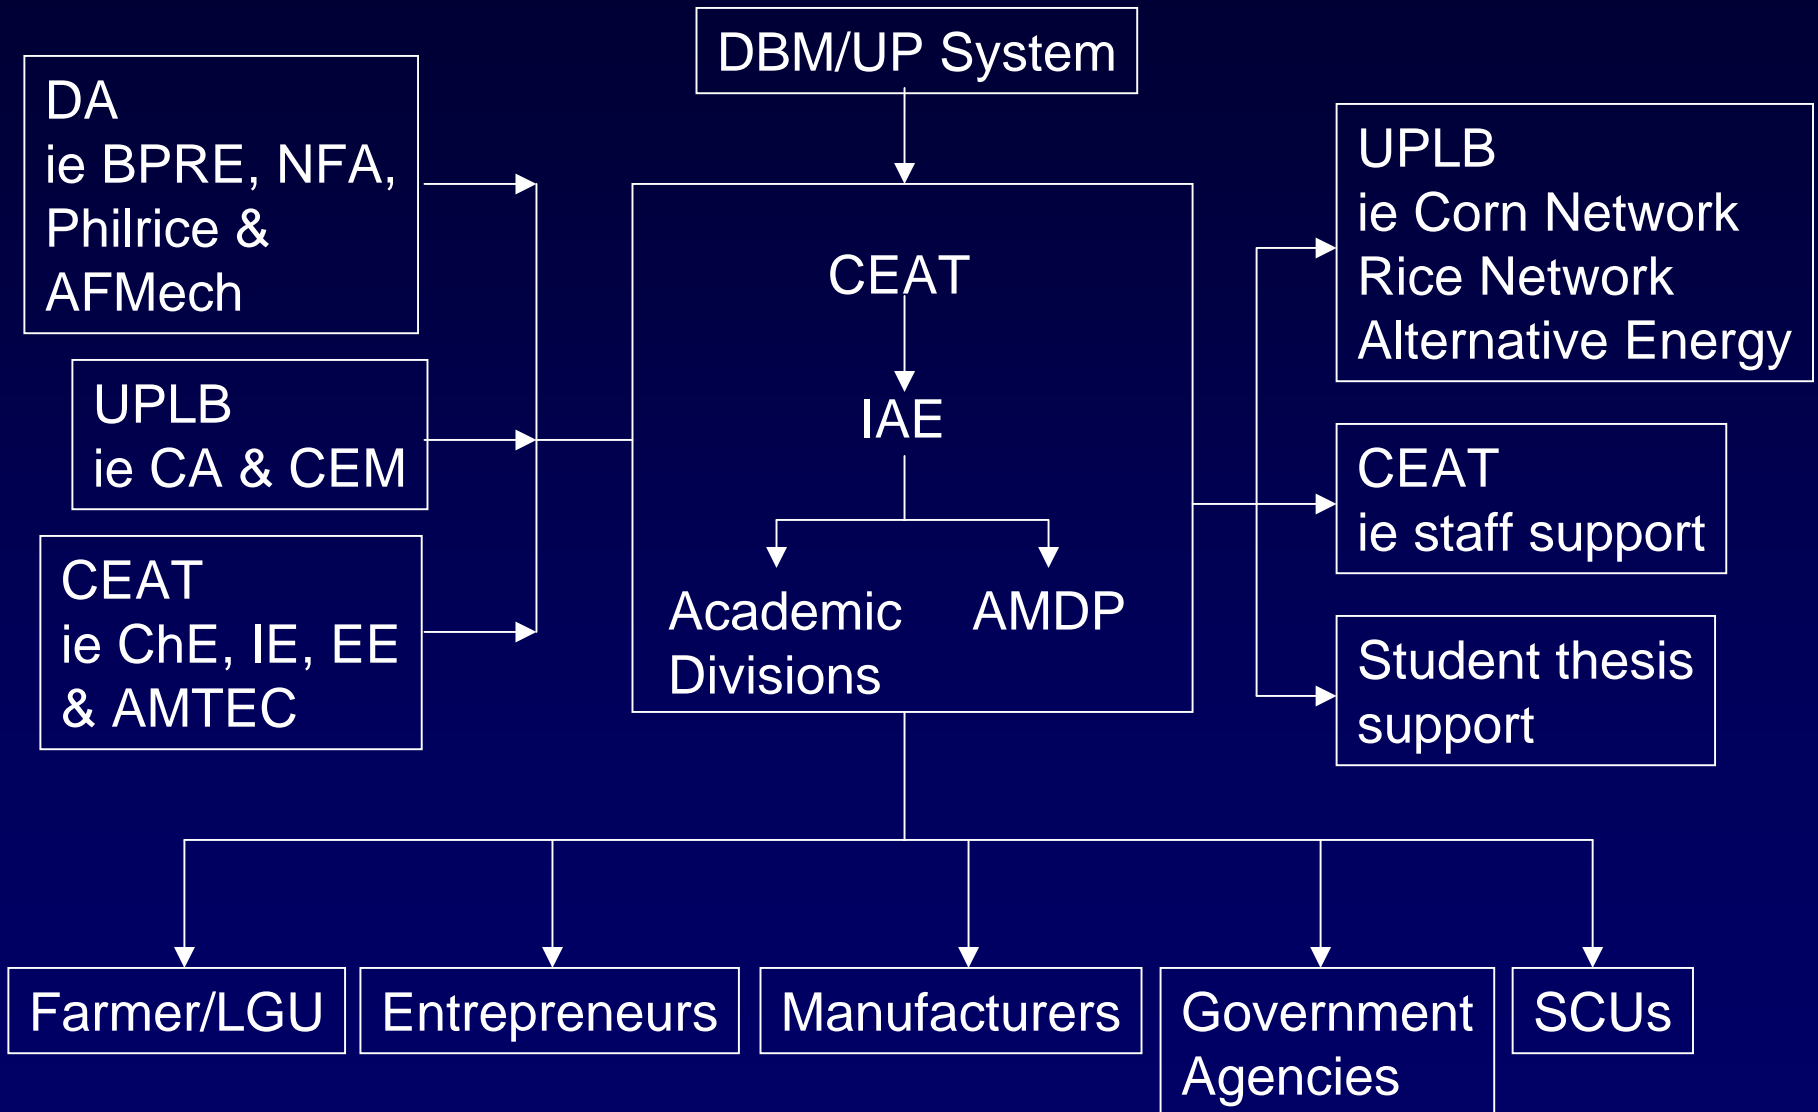 DBM/UP System
DA
ie BPRE, NFA,
Philrice &
AFMech
UPLB
ie CA & CEM
CEAT
ie ChE, IE, EE
& AMTEC
CEAT
IAE
Academic
Divisions
AMDP
UPLB
ie Corn Network
Rice Network
Alternative Energy
CEAT
ie staff support
Student thesis
support
Farmer/LGU
Entrepreneurs
Manufacturers
Government
Agencies
SCUs